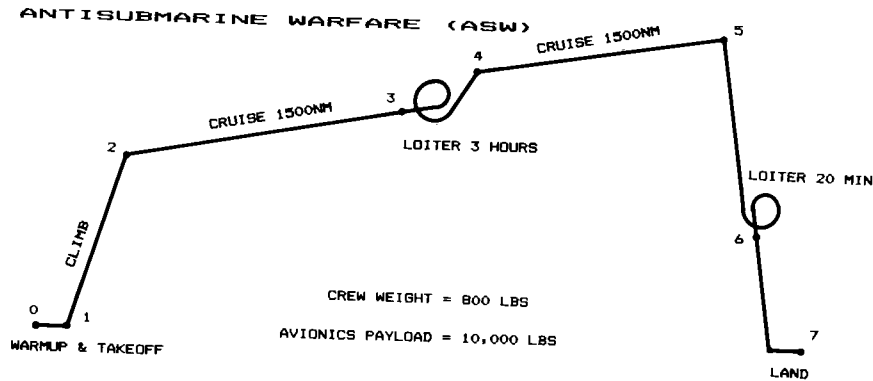 ANTISUBMARINE WARFARE (ASW)
CRUISE 1500NM
4
5
3
CRUISE 1500NM
2
LOITER 3 HOURS
LOITER 20 MIN
CLIMB
6
CREW WEIGHT = 800 LBS
0
1
AVIONICS PAYLOAD = 10,000 LBS
7
WARMUP & TAKEOFF
LAND